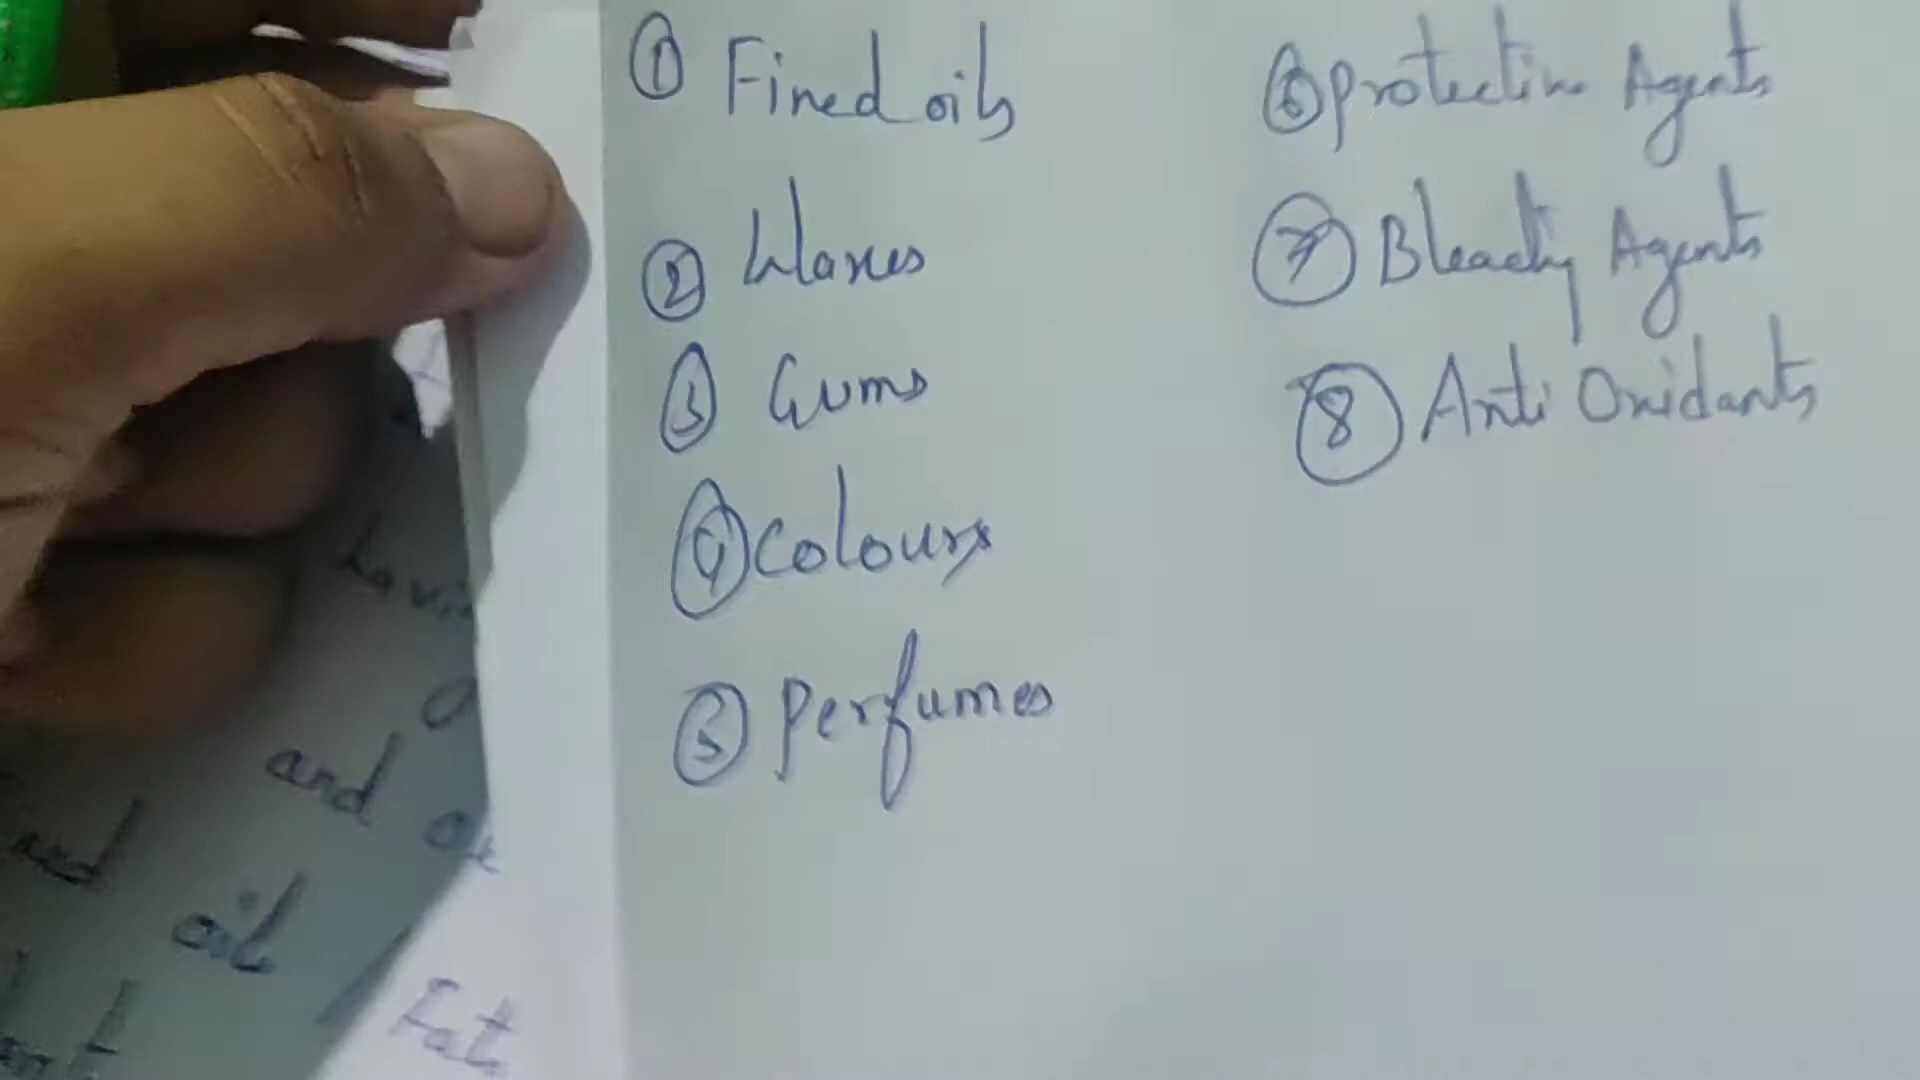 ① Fixed oils
② Waxes
③ Gums
④ Colours
⑤ Perfumes
⑥ Protective Agents
⑦ Bleaching Agents
⑧ Anti Oxidants
and
oil
Fat